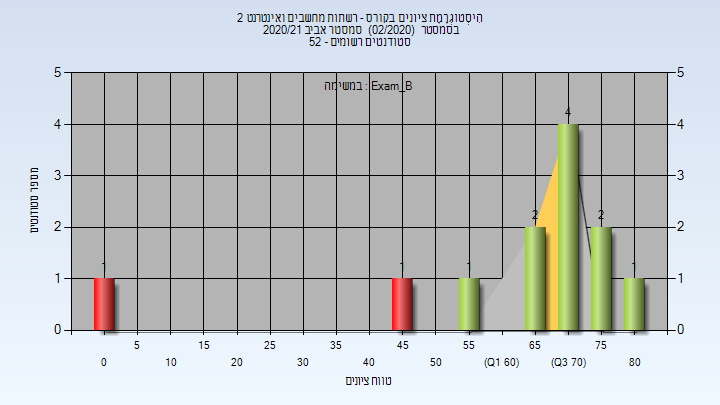 הִיסְטוֹגְרָמַת ציונים בקורס - רשתות מחשבים ואינטרנט 2
בסמסטר (02/2020) סמסטר אביב 2020/21
סטודנטים רשומים - 52
במשימה : Exam_B
מספר סטודנטים
5 5
4 4
3 3
2 2
1 1
0 0
1 1 1 2 4 2 1
5 15 25 35 45 55 65 75
0 10 20 30 40 50 (Q1 60) (Q3 70) 80
טווח ציונים